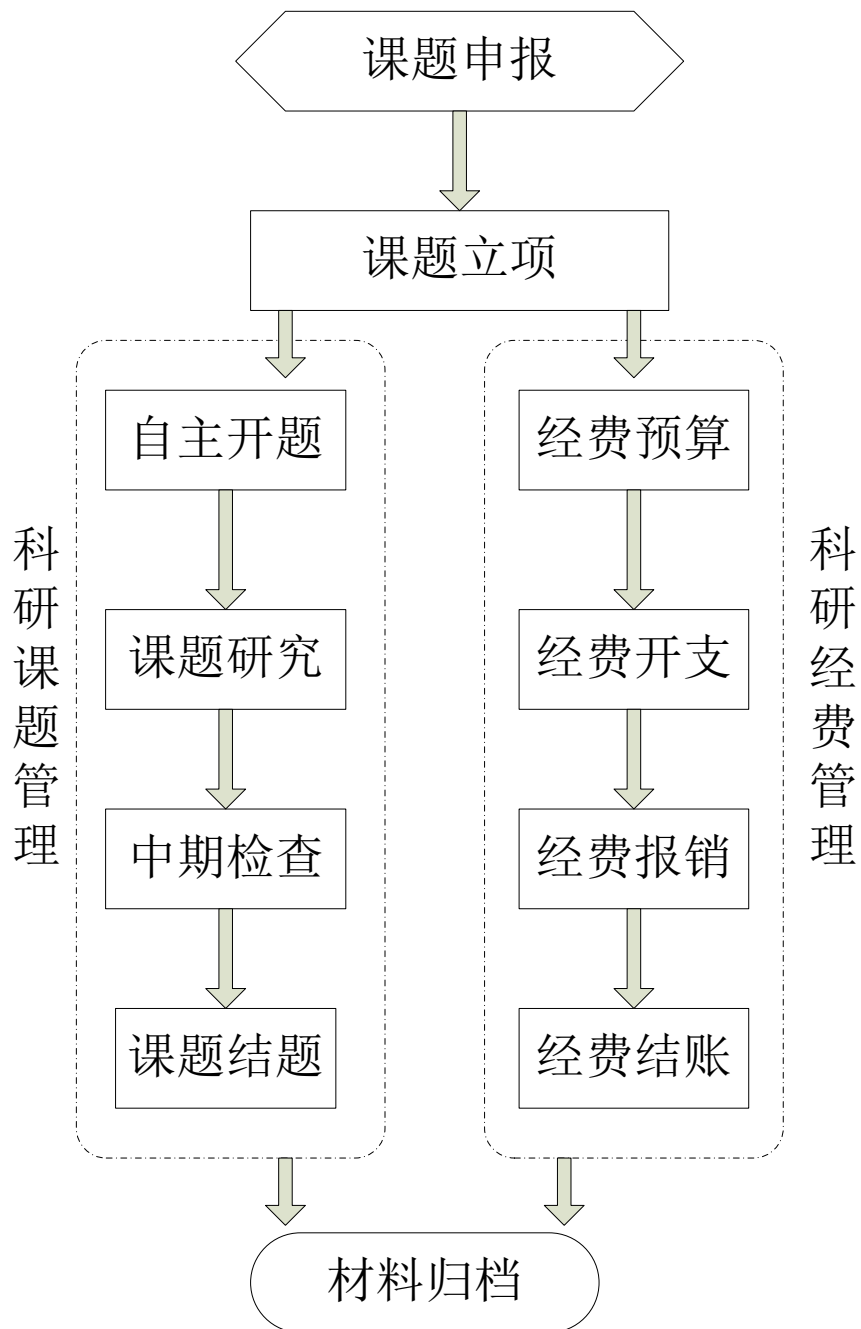 课题申报
课题立项
科研课题管理
自主开题
课题研究
中期检查
课题结题
经费预算
经费开支
经费报销
经费结账
科研经费管理
材料归档